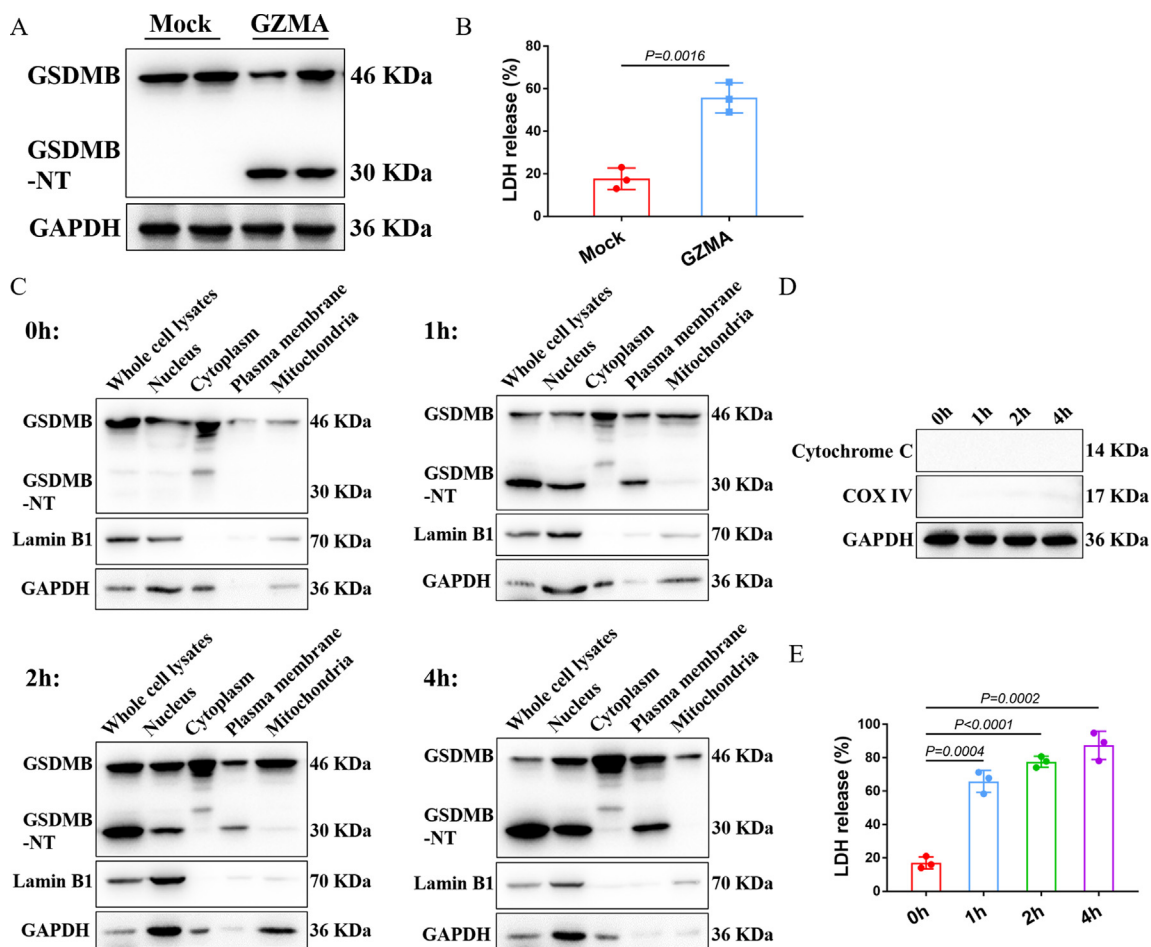 A
Mock GZMA
GSDMB 46 KDa
GSDMB
-NT 30 KDa
GAPDH 36 KDa
B
P=0.0016
80
60
40
20
0
LDH release (%)
Mock GZMA
C
0h:
Whole cell lysates Nucleus Cytoplasm Plasma membrane Mitochondria
GSDMB 46 KDa
GSDMB
-NT 30 KDa
Lamin B1 70 KDa
GAPDH 36 KDa
1h:
Whole cell lysates Nucleus Cytoplasm Plasma membrane Mitochondria
GSDMB 46 KDa
GSDMB
-NT 30 KDa
Lamin B1 70 KDa
GAPDH 36 KDa
D
0h 1h 2h 4h
Cytochrome C 14 KDa
COX IV 17 KDa
GAPDH 36 KDa
2h:
Whole cell lysates Nucleus Cytoplasm Plasma membrane Mitochondria
GSDMB 46 KDa
GSDMB
-NT 30 KDa
Lamin B1 70 KDa
GAPDH 36 KDa
4h:
Whole cell lysates Nucleus Cytoplasm Plasma membrane Mitochondria
GSDMB 46 KDa
GSDMB
-NT 30 KDa
Lamin B1 70 KDa
GAPDH 36 KDa
E
P=0.0002
P<0.0001
P=0.0004
100
80
60
40
20
0
LDH release (%)
0h 1h 2h 4h